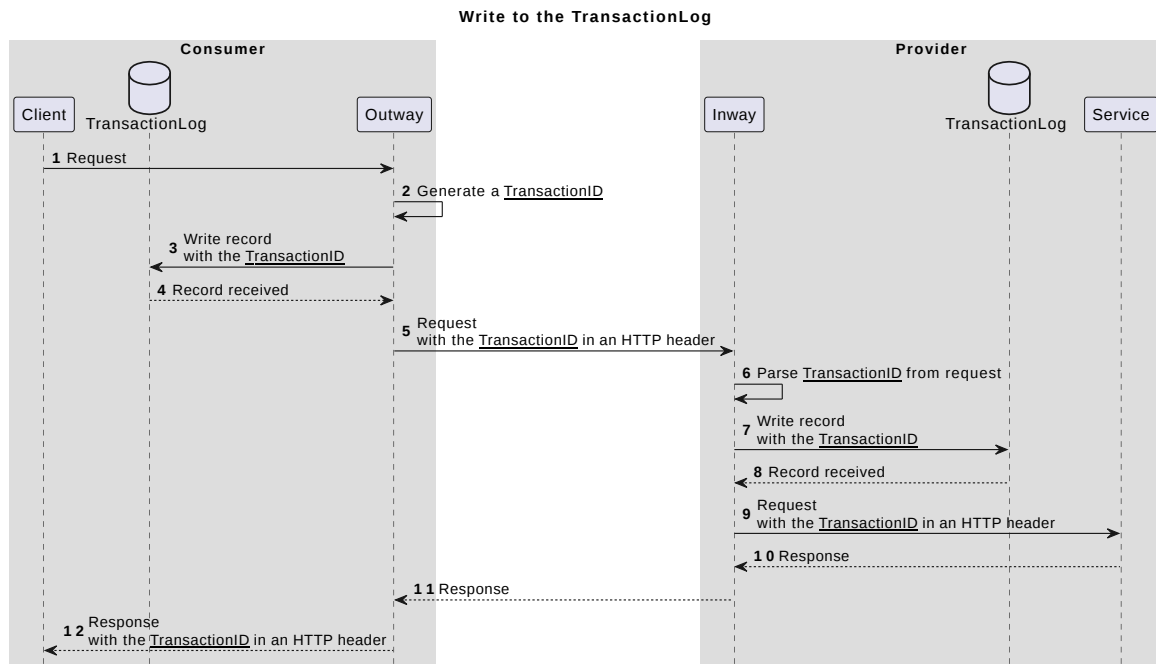 Write to the TransactionLog
Consumer
Provider
Client
TransactionLog
Outway
Inway
TransactionLog
Service
1 Request
2 Generate a TransactionID
3 Write record
with the TransactionID
4 Record received
5 Request
with the TransactionID in an HTTP header
6 Parse TransactionID from request
7 Write record
with the TransactionID
8 Record received
9 Request
with the TransactionID in an HTTP header
10 Response
11 Response
12 Response
with the TransactionID in an HTTP header